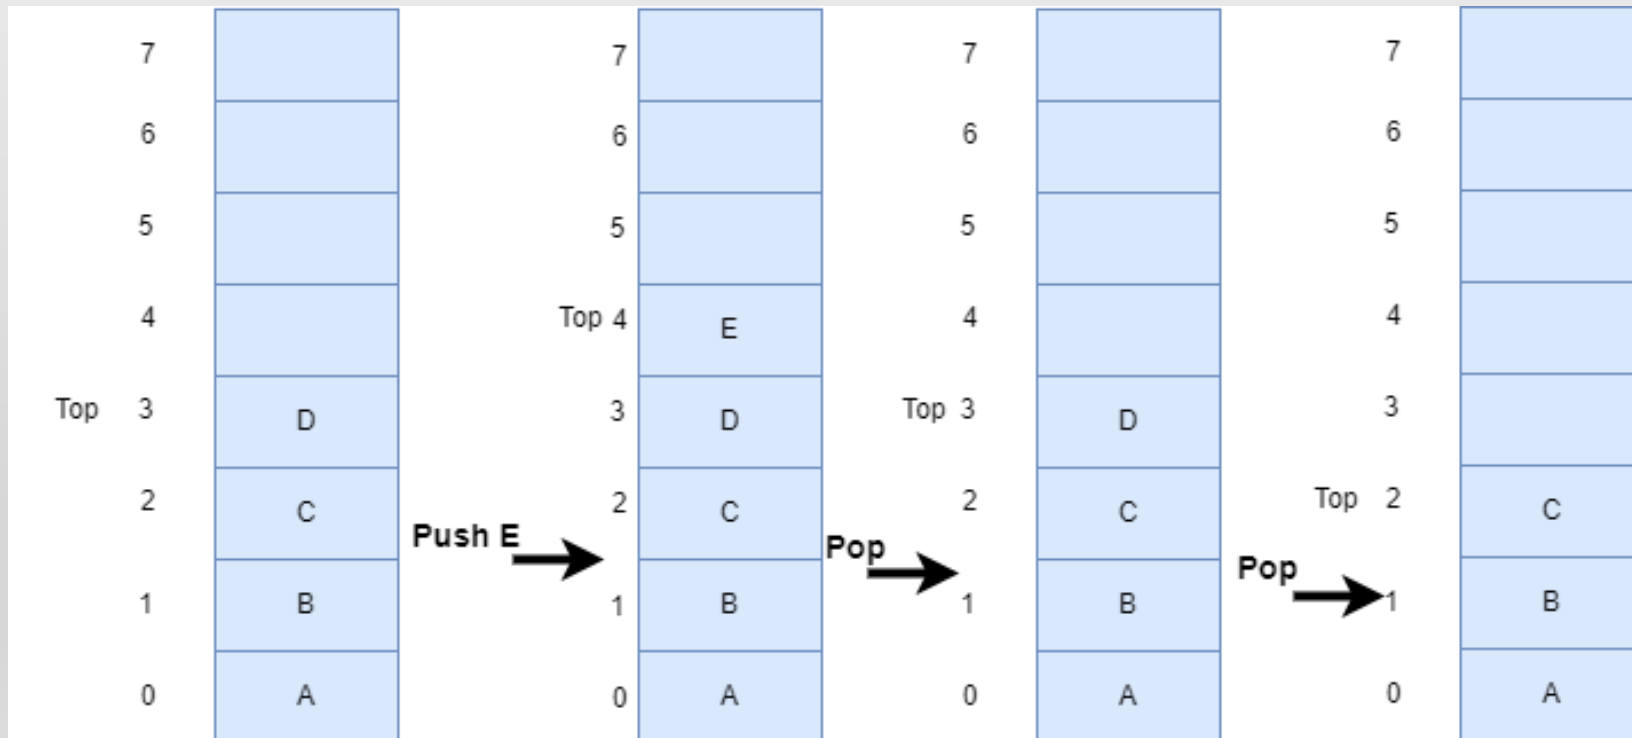 7 7 7 7
6 6 6 6
5 5 5 5
4 Top 4 E 4 4
Top 3 D 3 D Top 3 D 3
2 C 2 C 2 C Top 2 C
Push E Pop Pop
1 B 1 B 1 B 1 B
0 A 0 A 0 A 0 A